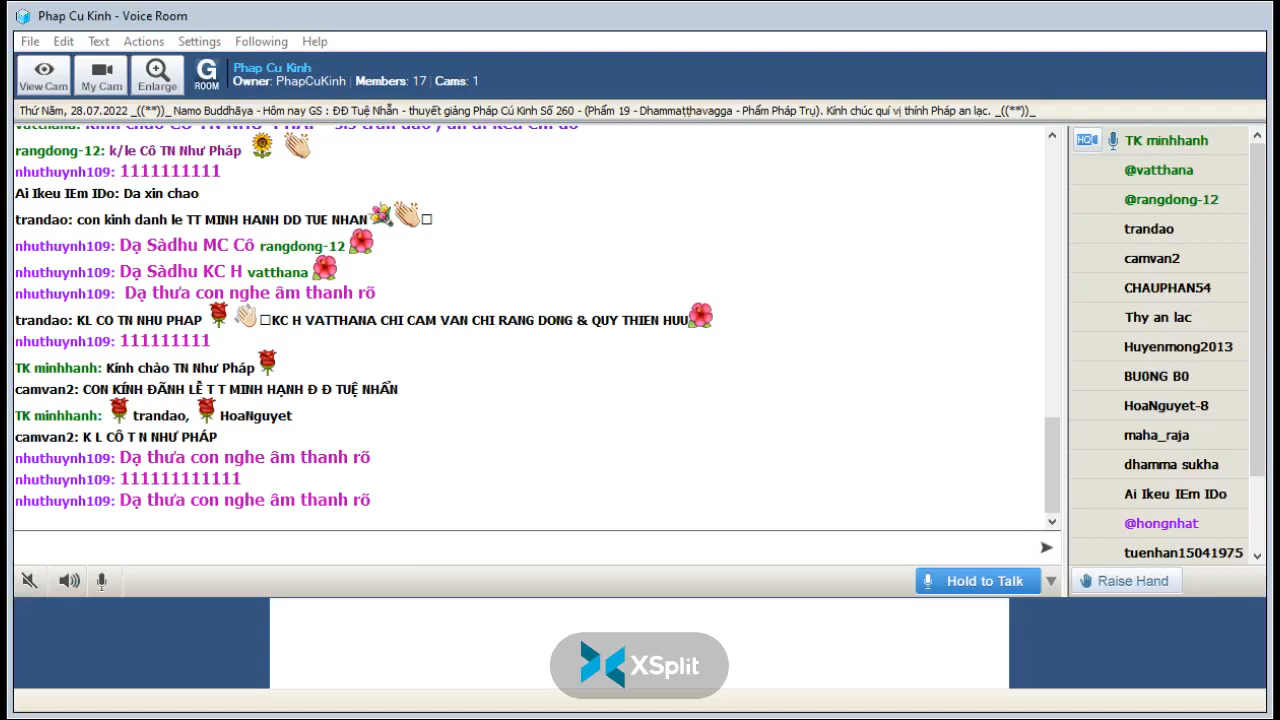 Phap Cu Kinh - Voice Room
File Edit Text Actions Settings Following Help
View Cam My Cam Enlarge G ROOM
Phap Cu Kinh
Owner: PhapCuKinh | Members: 17 | Cams: 1
Thứ Năm, 28.07.2022 _((**))_ Namo Buddhāya - Hôm nay GS : ĐĐ Tuệ Nhẫn - thuyết giảng Pháp Cú Kinh Số 260 - (Phẩm 19 - Dhammaṭṭhavagga - Phẩm Pháp Trụ). Kính chúc quí vị thính Pháp an lạc. _((**))_
rangdong-12: k/le Cô TN Như Pháp
nhuthuynh109: 1111111111
Ai Ikeu IEm IDo: Da xin chao
trandao: con kinh danh le TT MINH HANH DD TUE NHAN
nhuthuynh109: Dạ Sàdhu MC Cô rangdong-12
nhuthuynh109: Dạ Sàdhu KC H vatthana
nhuthuynh109: Dạ thưa con nghe âm thanh rõ
trandao: KL CO TN NHU PHAP KC H VATTHANA CHI CAM VAN CHI RANG DONG & QUY THIEN HUU
nhuthuynh109: 111111111
TK minhhanh: Kính chào TN Như Pháp
camvan2: CON KÍNH ĐÃNH LỄ T T MINH HẠNH Đ Đ TUỆ NHẨN
TK minhhanh: trandao, HoaNguyet
camvan2: K L CÔ T N NHƯ PHÁP
nhuthuynh109: Dạ thưa con nghe âm thanh rõ
nhuthuynh109: 111111111111
nhuthuynh109: Dạ thưa con nghe âm thanh rõ
HQ TK minhhanh
@vatthana
@rangdong-12
trandao
camvan2
CHAUPHAN54
Thy an lac
Huyenmong2013
BU0NG B0
HoaNguyet-8
maha_raja
dhamma sukha
Ai Ikeu IEm IDo
@hongnhat
tuenhan15041975
Hold to Talk
Raise Hand
XSplit